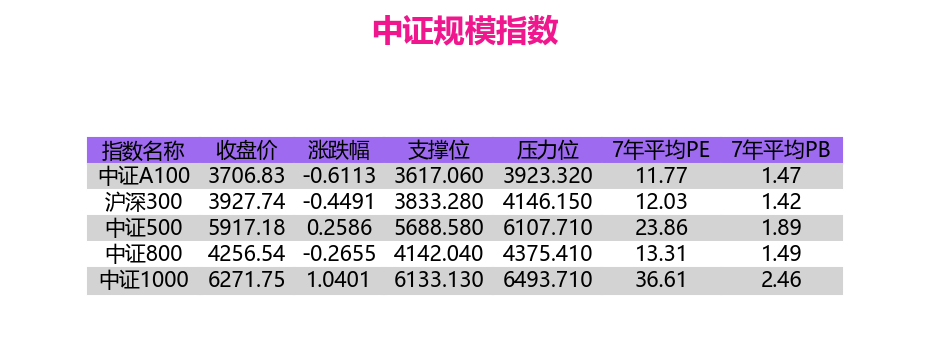 中证规模指数
指数名称 收盘价 涨跌幅 支撑位 压力位 7年平均PE 7年平均PB
中证A100 3706.83 -0.6113 3617.060 3923.320 11.77 1.47
沪深300 3927.74 -0.4491 3833.280 4146.150 12.03 1.42
中证500 5917.18 0.2586 5688.580 6107.710 23.86 1.89
中证800 4256.54 -0.2655 4142.040 4375.410 13.31 1.49
中证1000 6271.75 1.0401 6133.130 6493.710 36.61 2.46